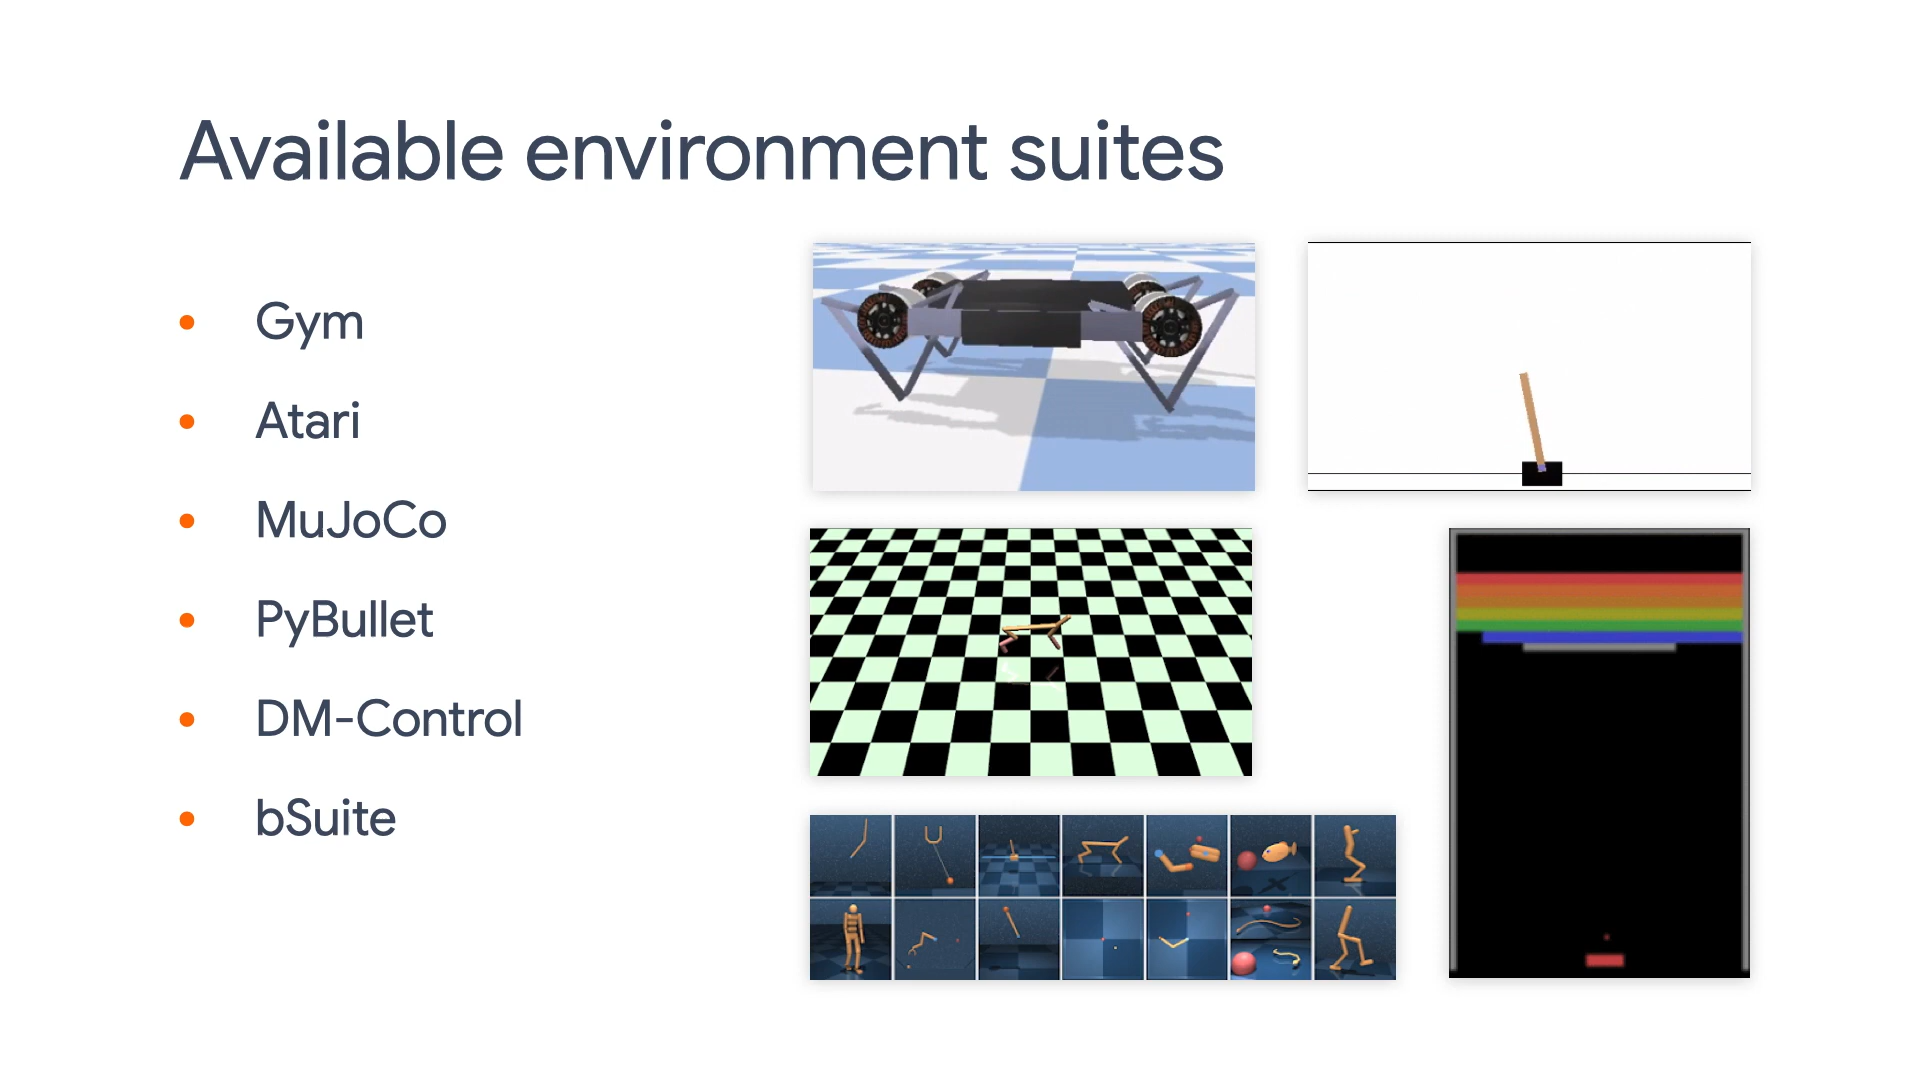 Available environment suites
• Gym
• Atari
• MuJoCo
• PyBullet
• DM-Control
• bSuite